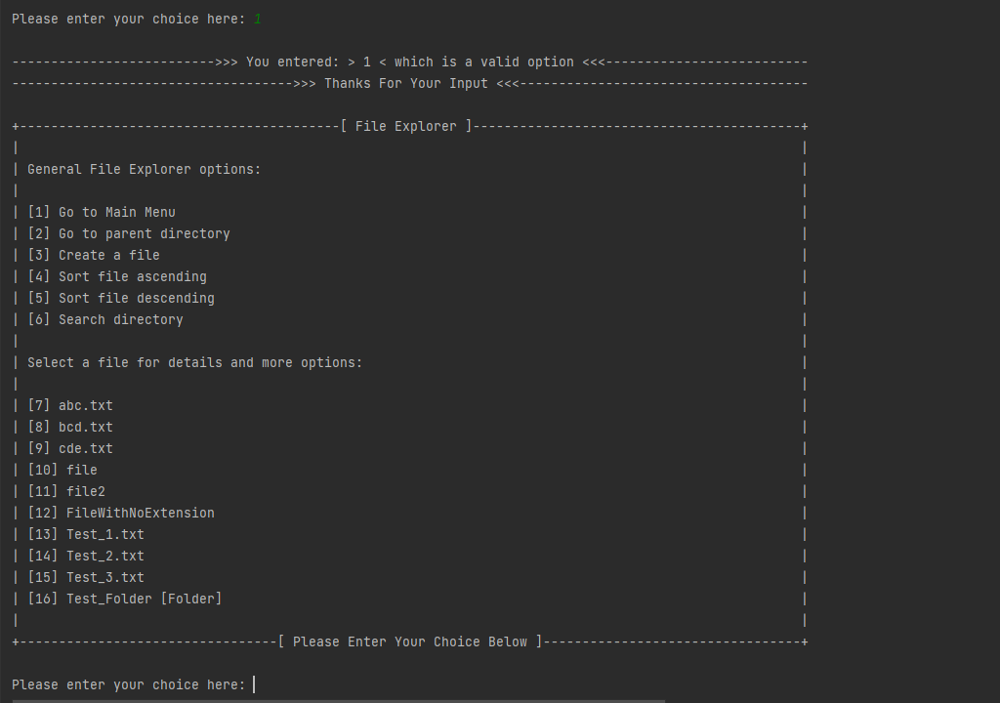 Please enter your choice here: 1
-------------------------->>> You entered: > 1 < which is a valid option <<<--------------------------
------------------------------------>>> Thanks For Your Input <<<-------------------------------------
+-----------------------------------------[ File Explorer ]------------------------------------------+
| |
| General File Explorer options: |
| |
| [1] Go to Main Menu |
| [2] Go to parent directory |
| [3] Create a file |
| [4] Sort file ascending |
| [5] Sort file descending |
| [6] Search directory |
| |
| Select a file for details and more options: |
| |
| [7] abc.txt |
| [8] bcd.txt |
| [9] cde.txt |
| [10] file |
| [11] file2 |
| [12] FileWithNoExtension |
| [13] Test_1.txt |
| [14] Test_2.txt |
| [15] Test_3.txt |
| [16] Test_Folder [Folder] |
| |
+---------------------------------[ Please Enter Your Choice Below ]---------------------------------+
Please enter your choice here: